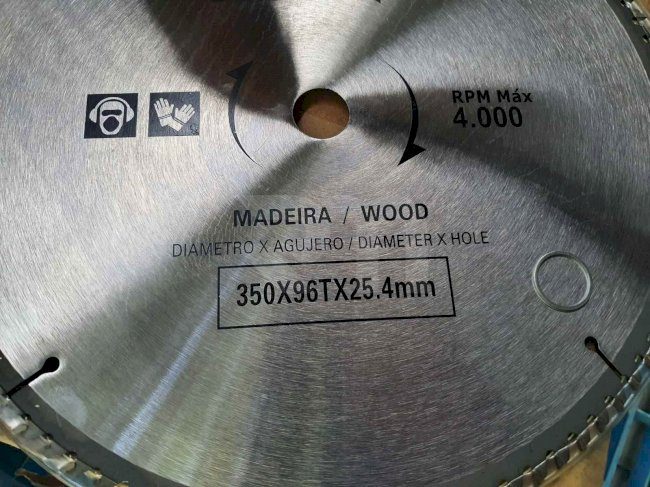 RPM Máx
4.000
MADEIRA / WOOD
DIAMETRO X AGUJERO / DIAMETER X HOLE
350X96TX25.4mm